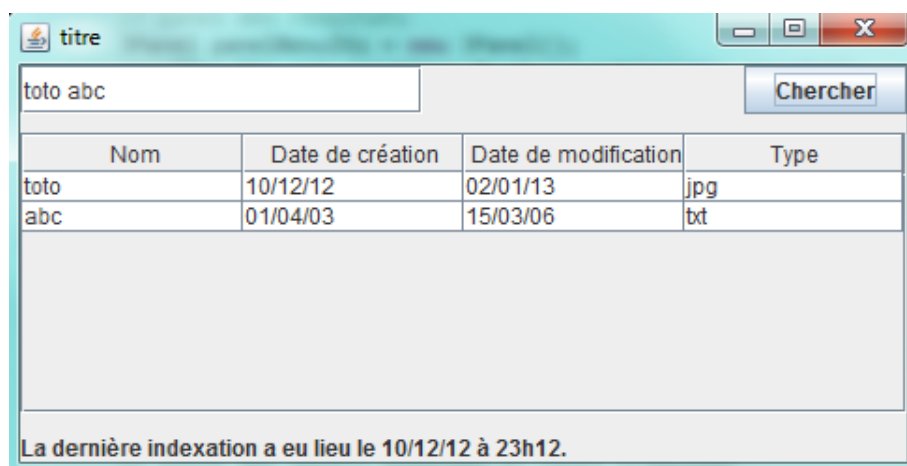 titre
toto abc Chercher
Nom Date de création Date de modification Type
toto 10/12/12 02/01/13 jpg
abc 01/04/03 15/03/06 txt
La dernière indexation a eu lieu le 10/12/12 à 23h12.